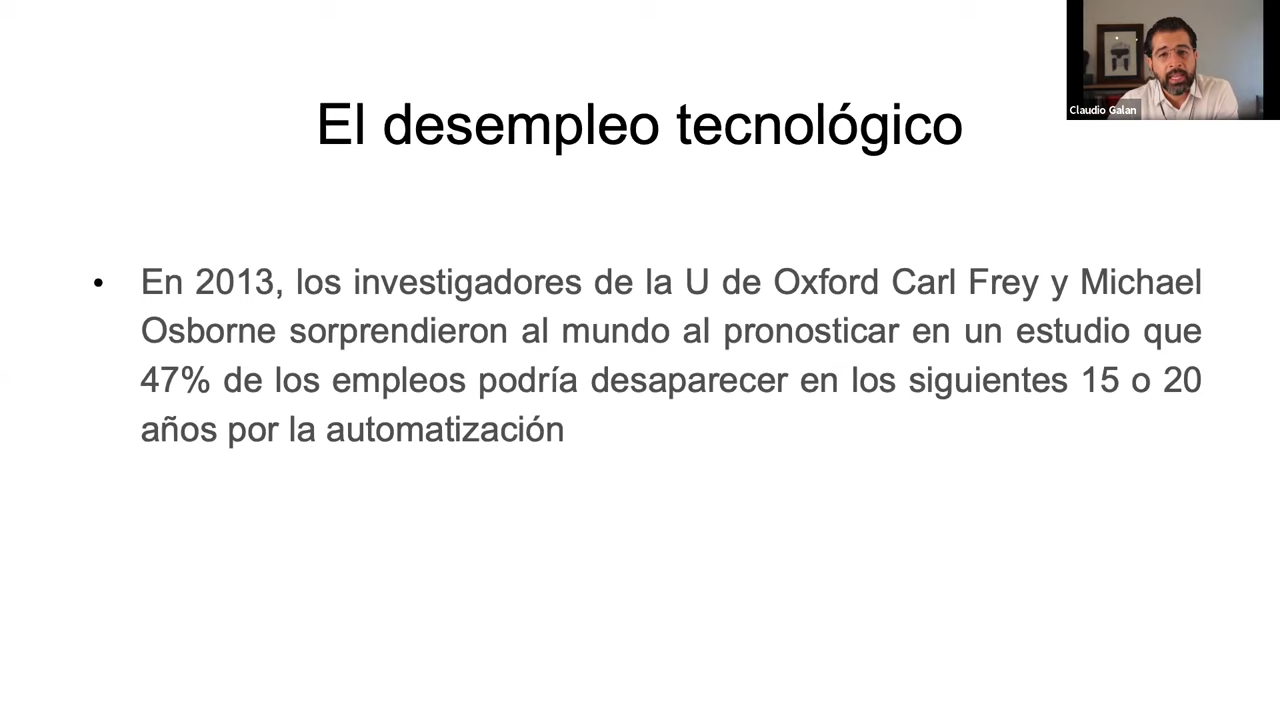 El desempleo tecnológico
Claudio Galan
• En 2013, los investigadores de la U de Oxford Carl Frey y Michael
Osborne sorprendieron al mundo al pronosticar en un estudio que
47% de los empleos podría desaparecer en los siguientes 15 o 20
años por la automatización